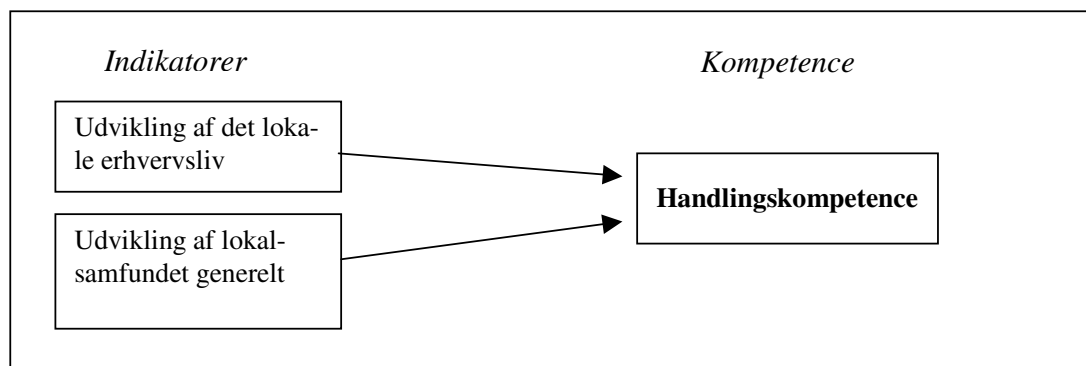 Indikatorer
Kompetence
Udvikling af det loka-
le erhvervsliv
Handlingskompetence
Udvikling af lokal-
samfundet generelt